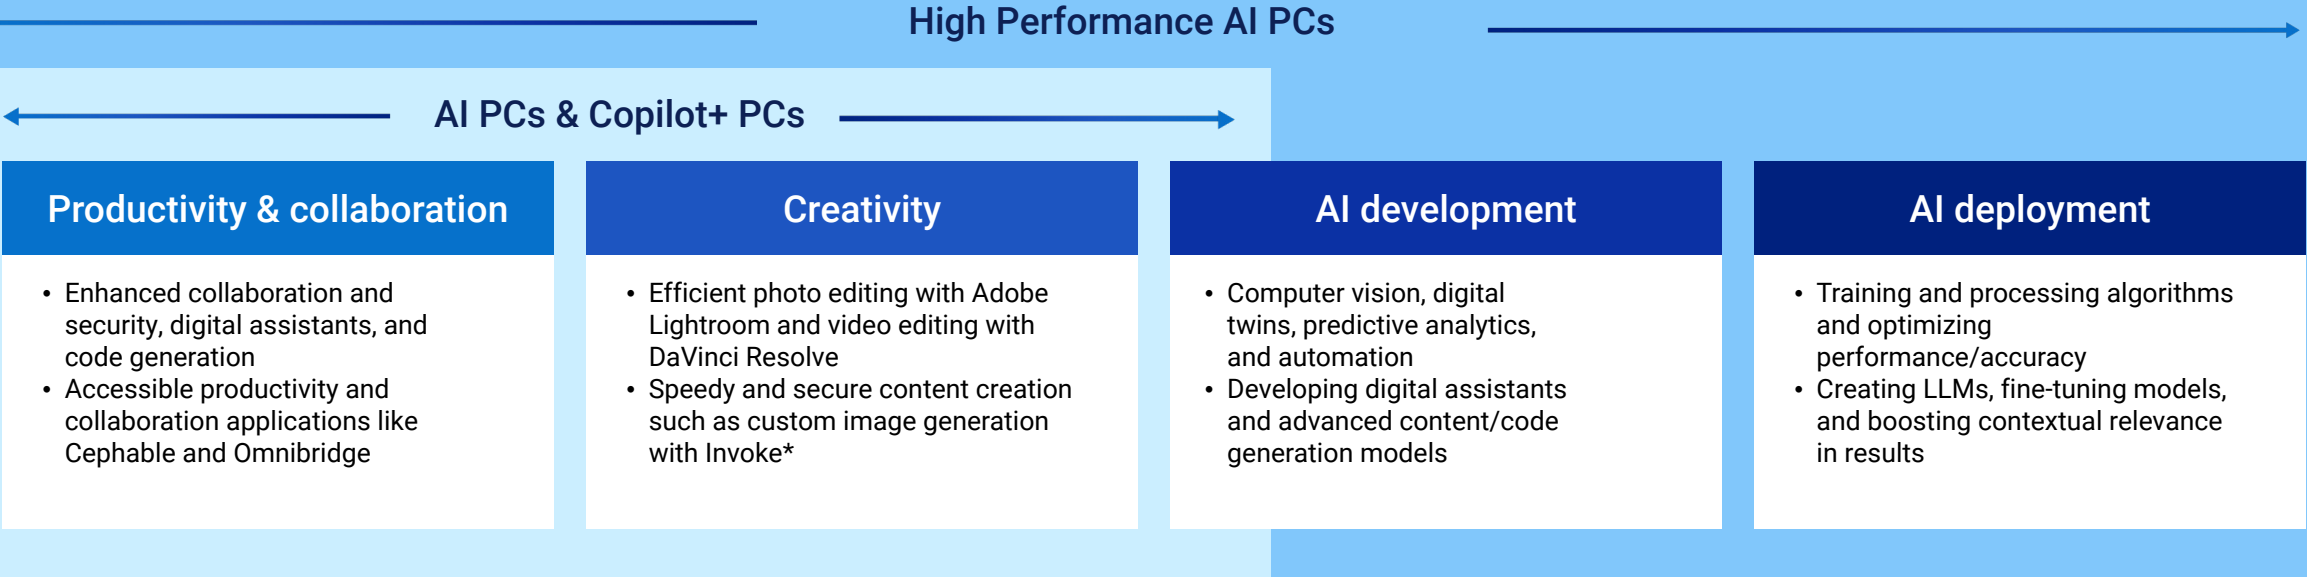 High Performance AI PCs
AI PCs & Copilot+ PCs
Productivity & collaboration
• Enhanced collaboration and
security, digital assistants, and
code generation
• Accessible productivity and
collaboration applications like
Cephable and Omnibridge
Creativity
• Efficient photo editing with Adobe
Lightroom and video editing with
DaVinci Resolve
• Speedy and secure content creation
such as custom image generation
with Invoke*
AI development
• Computer vision, digital
twins, predictive analytics,
and automation
• Developing digital assistants
and advanced content/code
generation models
AI deployment
• Training and processing algorithms
and optimizing
performance/accuracy
• Creating LLMs, fine-tuning models,
and boosting contextual relevance
in results